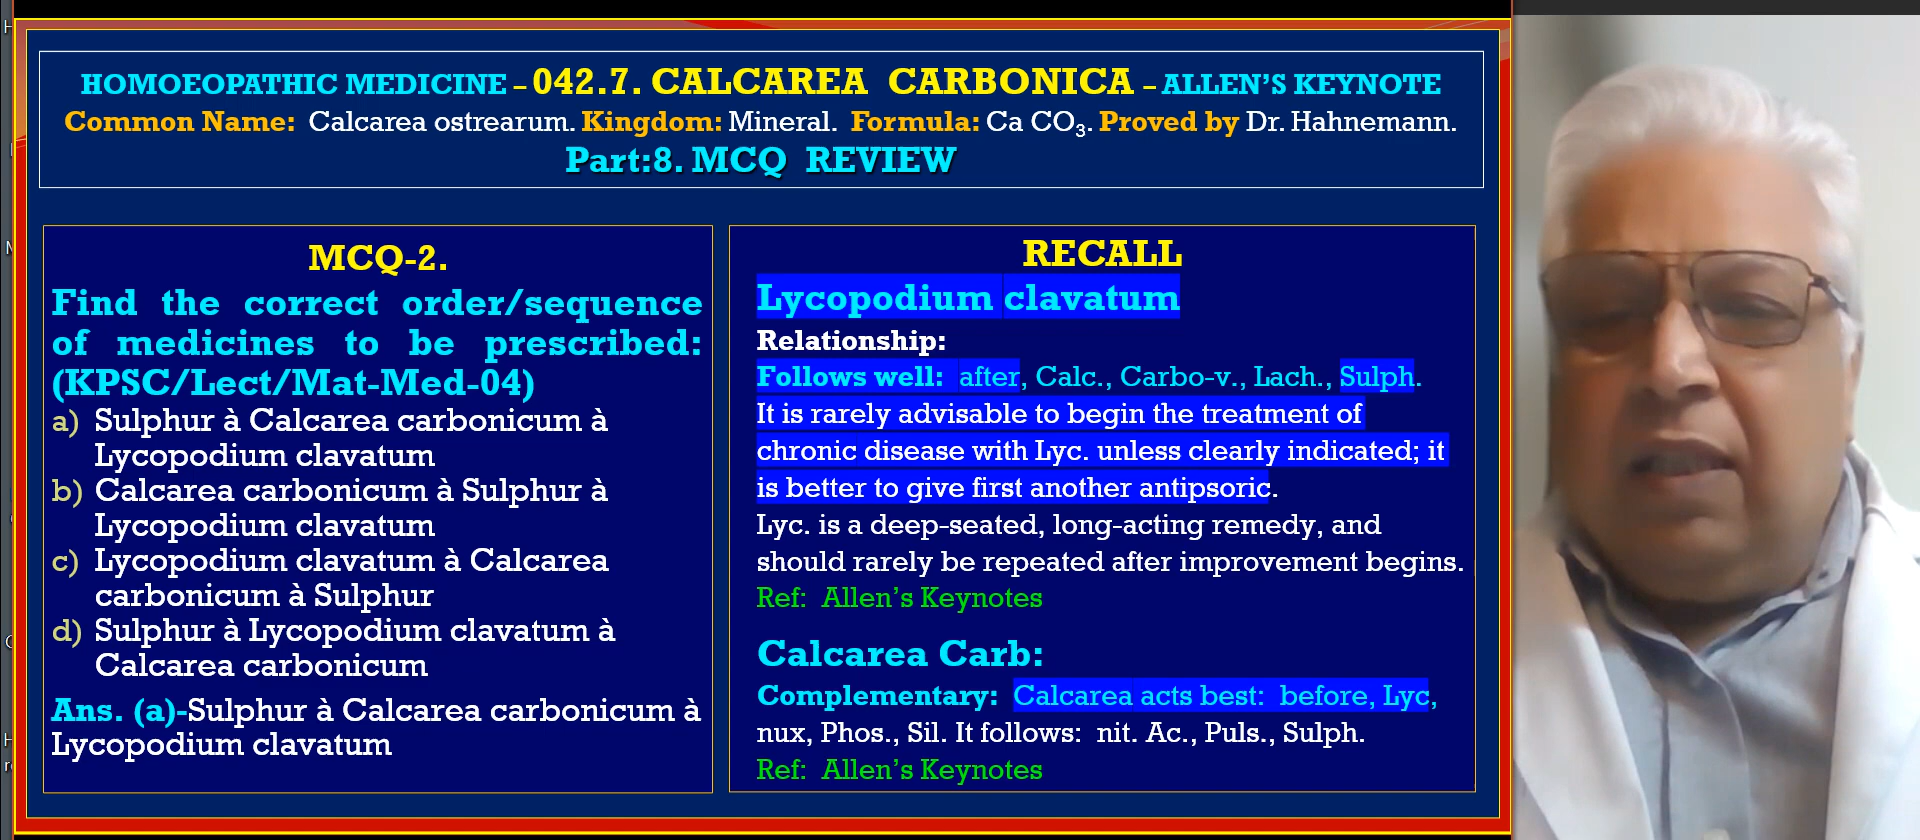 HOMOEOPATHIC MEDICINE – 042.7. CALCAREA CARBONICA – ALLEN'S KEYNOTE
Common Name: Calcarea ostrearum. Kingdom: Mineral. Formula: Ca CO₃. Proved by Dr. Hahnemann.
Part:8. MCQ REVIEW
MCQ-2.
Find the correct order/sequence
of medicines to be prescribed:
(KPSC/Lect/Mat-Med-04)
a) Sulphur à Calcarea carbonicum à
Lycopodium clavatum
b) Calcarea carbonicum à Sulphur à
Lycopodium clavatum
c) Lycopodium clavatum à Calcarea
carbonicum à Sulphur
d) Sulphur à Lycopodium clavatum à
Calcarea carbonicum
Ans. (a)-Sulphur à Calcarea carbonicum à
Lycopodium clavatum
RECALL
Lycopodium clavatum
Relationship:
Follows well: after, Calc., Carbo-v., Lach., Sulph.
It is rarely advisable to begin the treatment of
chronic disease with Lyc. unless clearly indicated; it
is better to give first another antipsoric.
Lyc. is a deep-seated, long-acting remedy, and
should rarely be repeated after improvement begins.
Ref: Allen's Keynotes
Calcarea Carb:
Complementary: Calcarea acts best: before, Lyc,
nux, Phos., Sil. It follows: nit. Ac., Puls., Sulph.
Ref: Allen's Keynotes